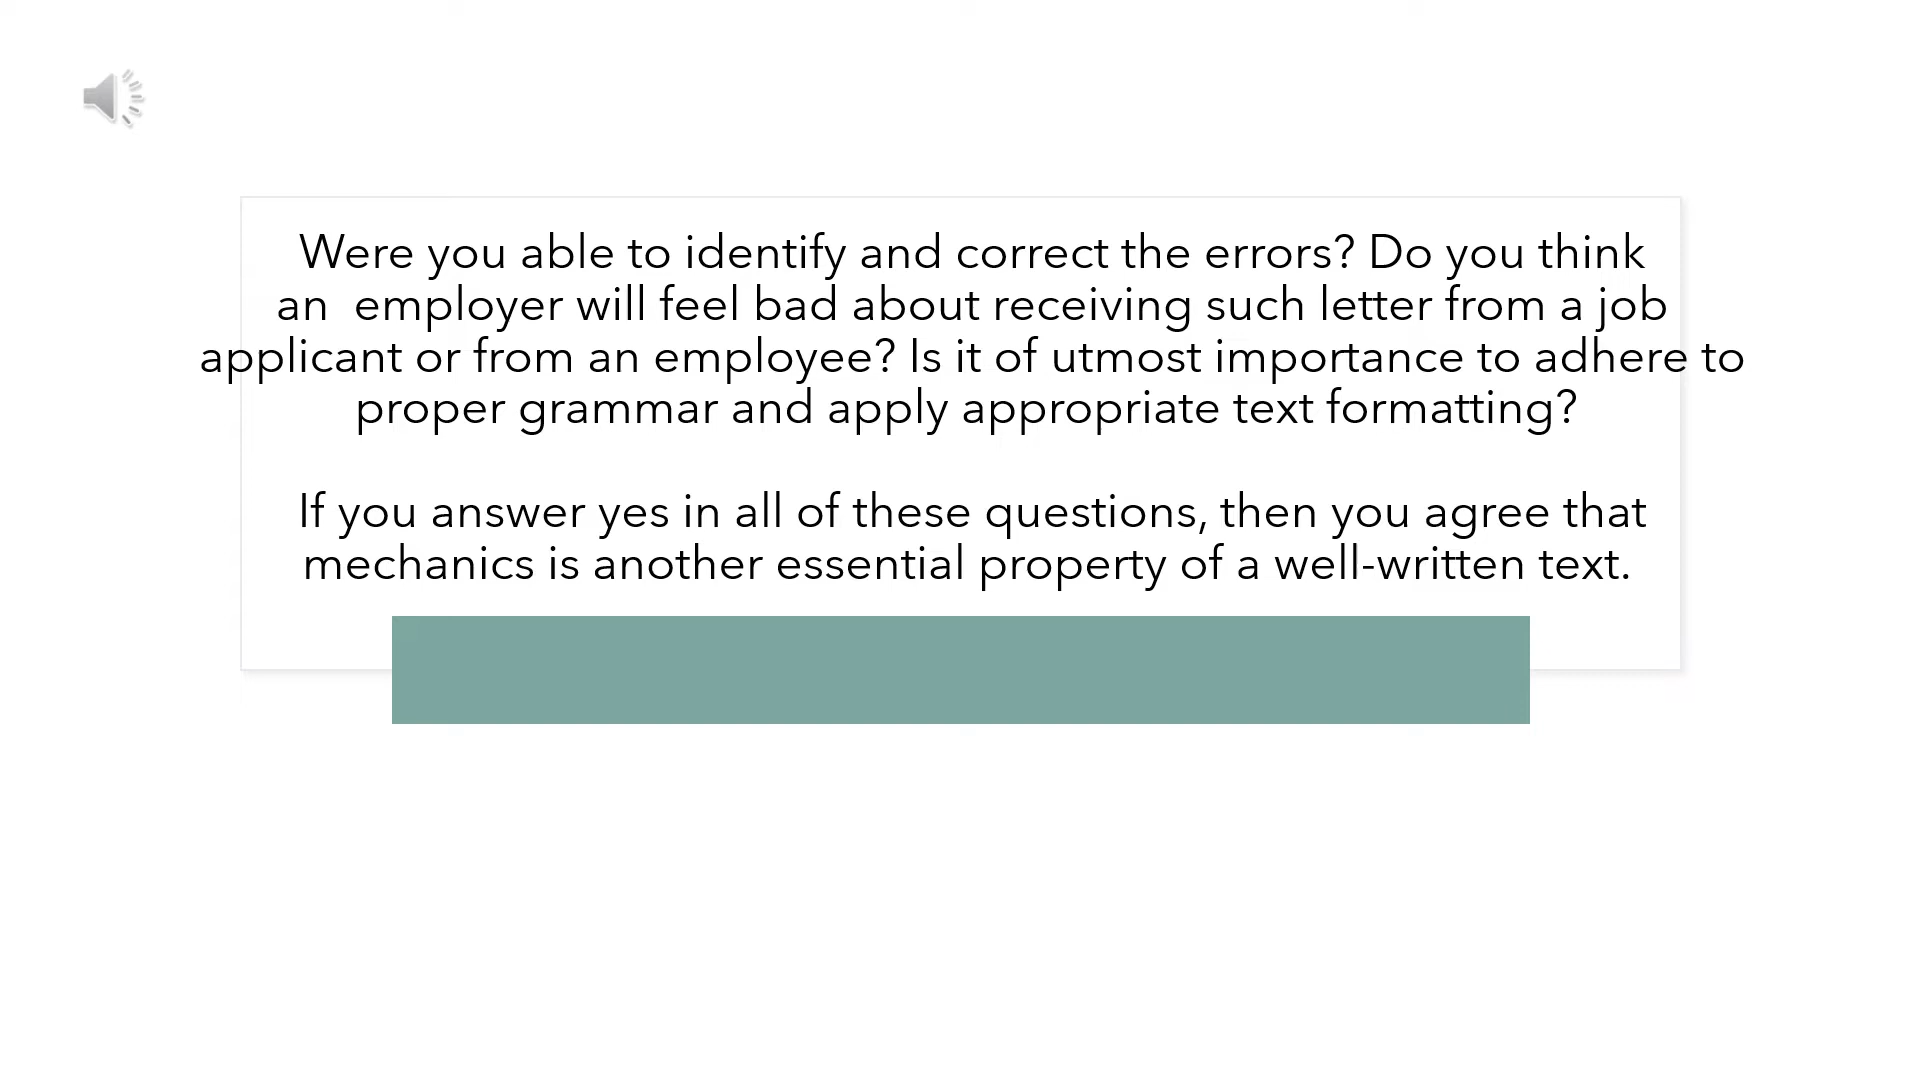 Were you able to identify and correct the errors? Do you think
an  employer will feel bad about receiving such letter from a job
applicant or from an employee? Is it of utmost importance to adhere to
proper grammar and apply appropriate text formatting?
If you answer yes in all of these questions, then you agree that
mechanics is another essential property of a well-written text.